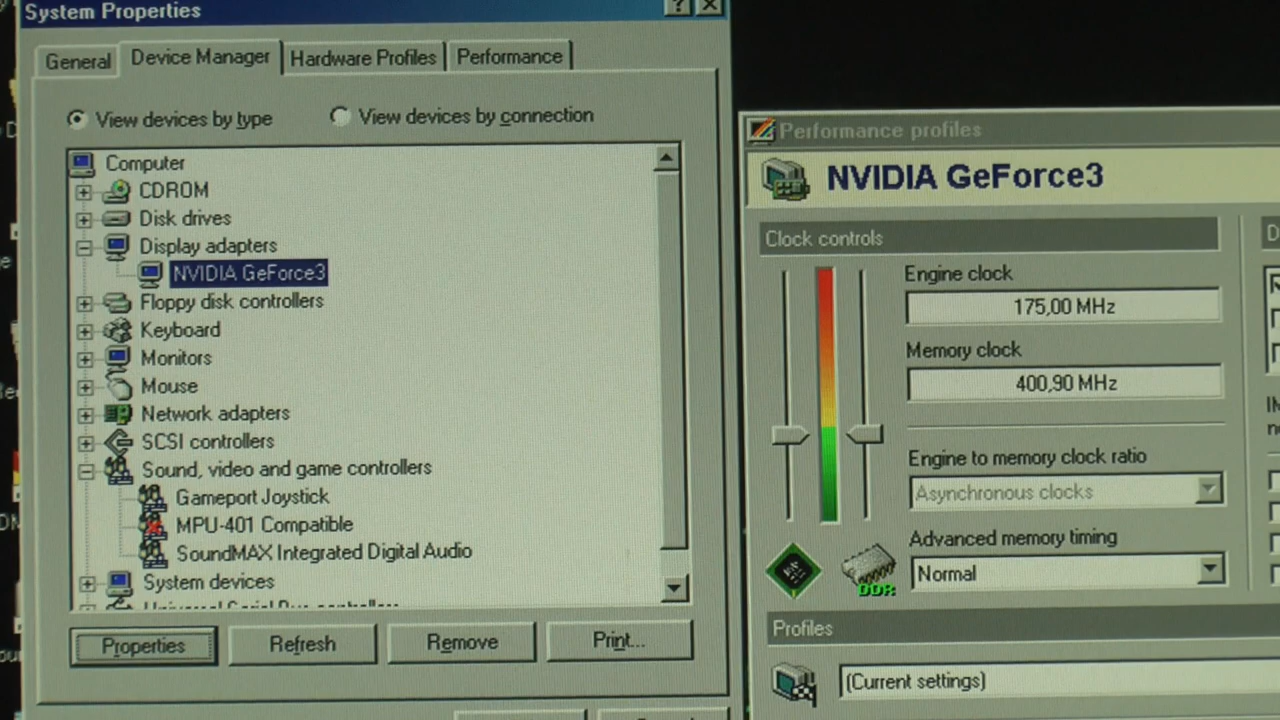 System Properties
General
Device Manager
Hardware Profiles
Performance
View devices by type
View devices by connection
Computer
CDROM
Disk drives
Display adapters
NVIDIA GeForce3
Floppy disk controllers
Keyboard
Monitors
Mouse
Network adapters
SCSI controllers
Sound, video and game controllers
Gameport Joystick
MPU-401 Compatible
SoundMAX Integrated Digital Audio
System devices
Universal Serial Bus controllers
Properties
Refresh
Remove
Print...
Performance profiles
NVIDIA GeForce3
Clock controls
Engine clock
175,00 MHz
Memory clock
400,90 MHz
Engine to memory clock ratio
Asynchronous clocks
Advanced memory timing
DDR
Normal
Profiles
(Current settings)